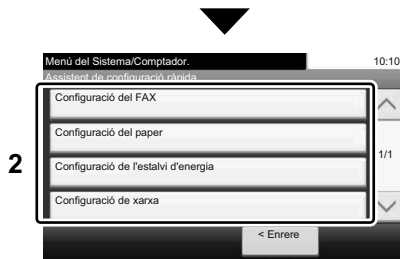 Menú del Sistema/Comptador.
10:10
Assistent de configuració ràpida
Configuració del FAX
Configuració del paper
1/1
2
Configuració de l'estalvi d'energia
Configuració de xarxa
< Enrere